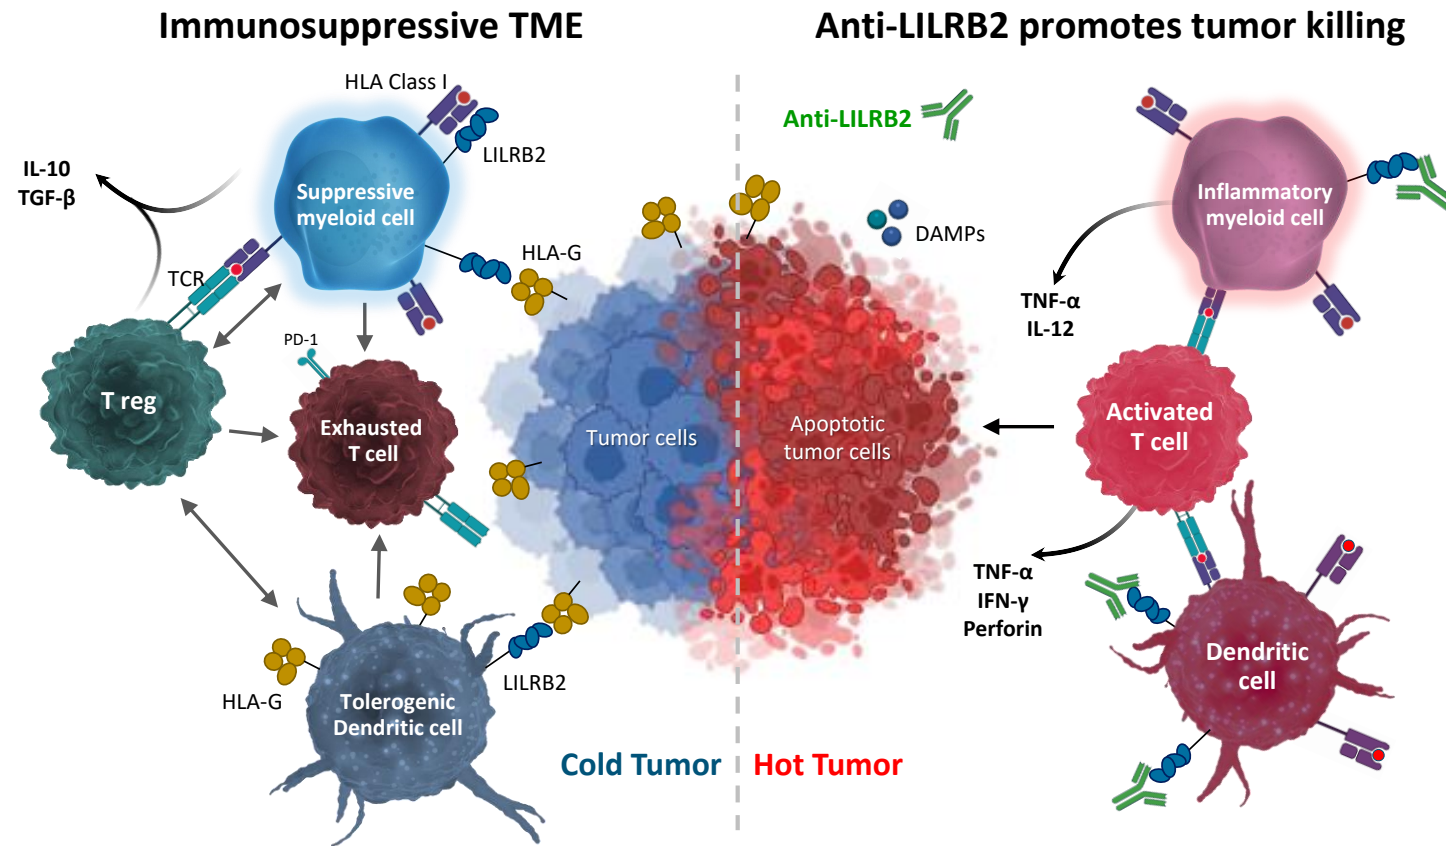 Immunosuppressive TME
Anti-LILRB2 promotes tumor killing
HLA Class I
LILRB2
IL-10
TGF-β
Suppressive
myeloid cell
TCR
HLA-G
PD-1
T reg
Exhausted
T cell
Tumor cells
HLA-G
LILRB2
Tolerogenic
Dendritic cell
Cold Tumor
Anti-LILRB2
DAMPs
Inflammatory
myeloid cell
TNF-α
IL-12
Apoptotic
tumor cells
Activated
T cell
TNF-α
IFN-γ
Perforin
Dendritic
cell
Hot Tumor